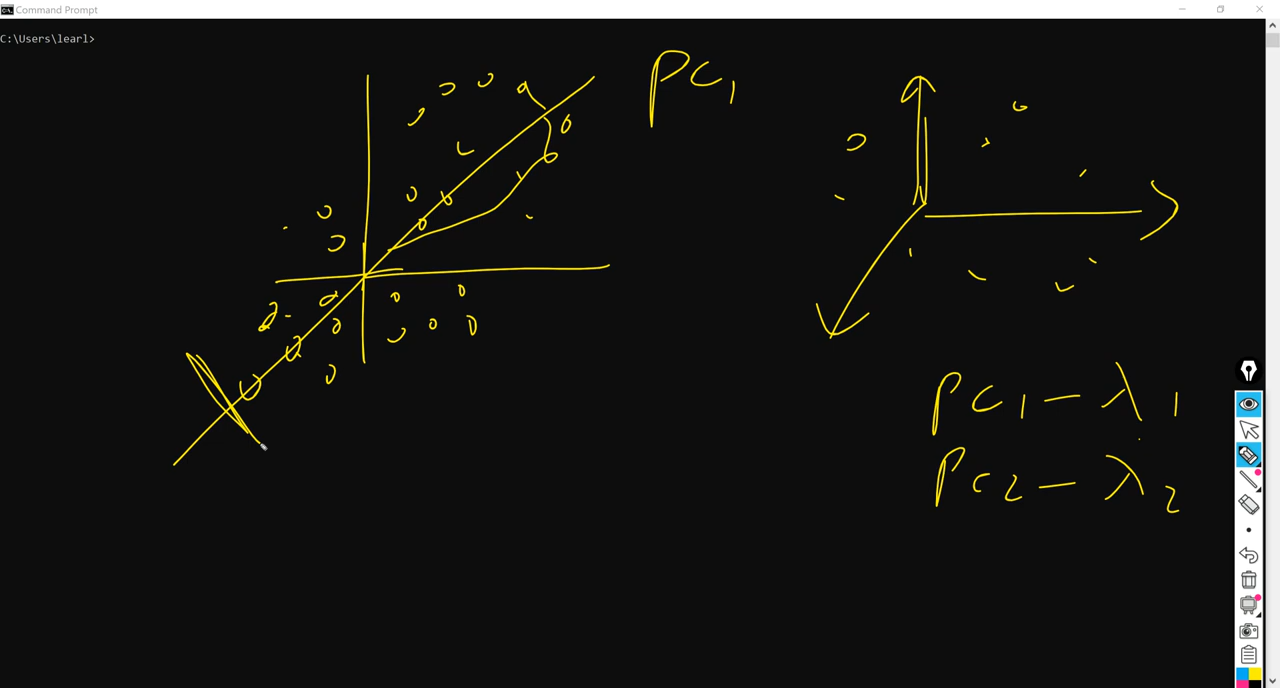 Command Prompt
C:\Users\learl>
PC1
PC1 — λ1
PC2 — λ2